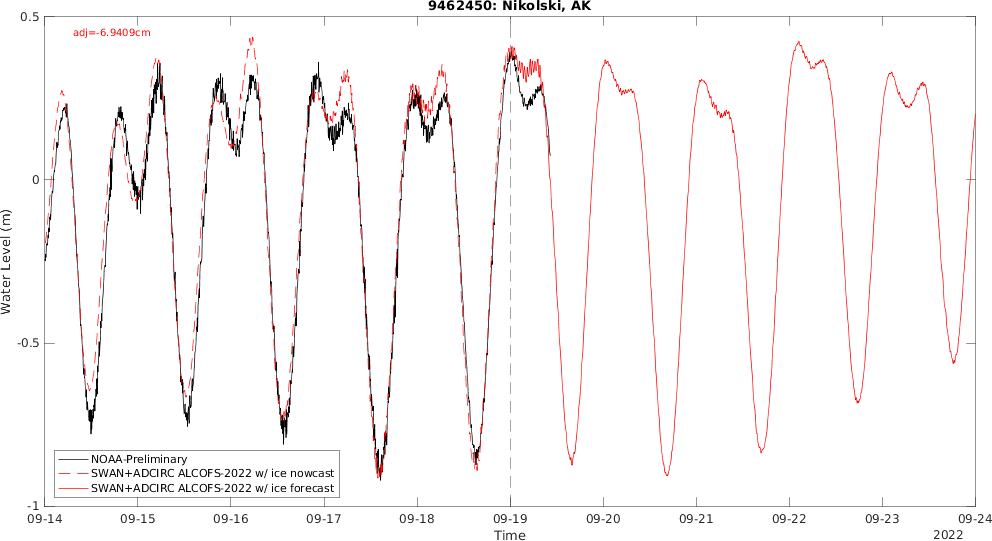 9462450: Nikolski, AK
adj=-6.9409cm
0.5
0
-0.5
-1
Water Level (m)
NOAA-Preliminary
SWAN+ADCIRC ALCOFS-2022 w/ ice nowcast
SWAN+ADCIRC ALCOFS-2022 w/ ice forecast
09-14 09-15 09-16 09-17 09-18 09-19 09-20 09-21 09-22 09-23 09-24
Time
2022